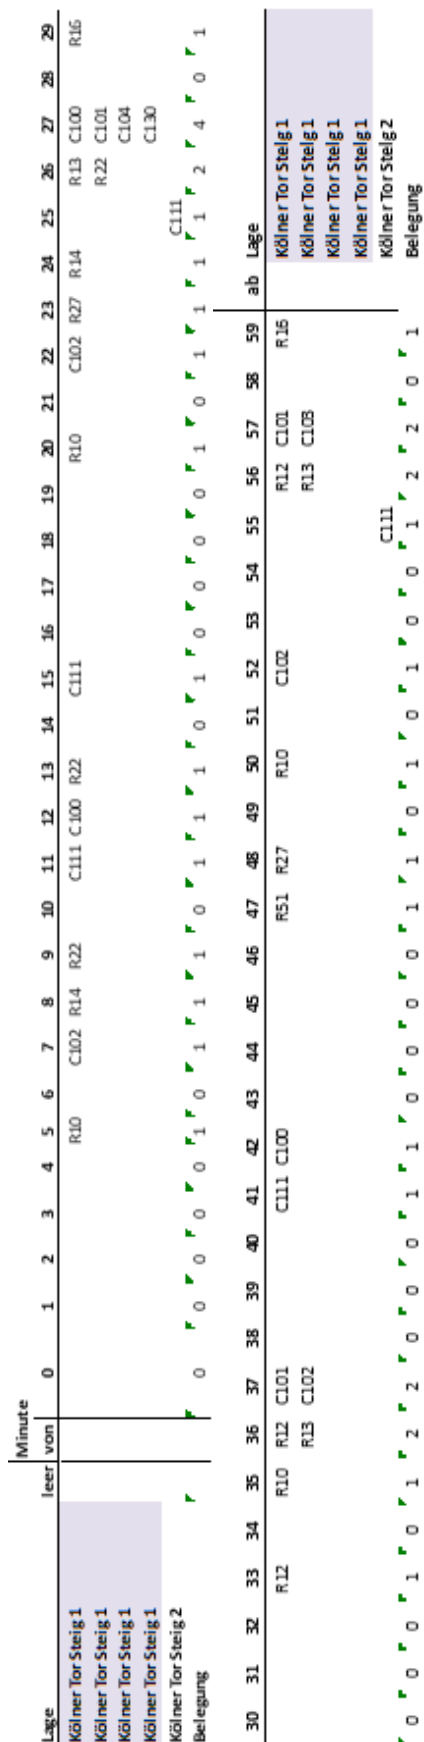 Minute
Lage leer von 0 1 2 3 4 5 6 7 8 9 10 11 12 13 14 15 16 17 18 19 20 21 22 23 24 25 26 27 28 29
Kölner Tor Steig 1 R10 C102 R14 R22 C111 C100 R22 C111 R10 C102 R27 R14 R13 C100 R16
Kölner Tor Steig 1 R22 C101
Kölner Tor Steig 1 C104
Kölner Tor Steig 1 C130
Kölner Tor Steig 2 C111
Belegung 0 0 0 0 0 1 0 1 1 1 0 1 1 1 0 1 0 0 0 0 1 0 1 1 1 1 2 4 0 1
30 31 32 33 34 35 36 37 38 39 40 41 42 43 44 45 46 47 48 49 50 51 52 53 54 55 56 57 58 59 ab Lage
R12 R10 R12 C101 C111 C100 R51 R27 R10 C102 R12 C101 R16 Kölner Tor Steig 1
R13 C102 R13 C103 Kölner Tor Steig 1
Kölner Tor Steig 1
Kölner Tor Steig 1
C111 Kölner Tor Steig 2
0 0 0 1 0 1 2 2 0 0 0 1 1 0 0 0 0 1 1 0 1 0 1 0 0 1 2 2 0 1 Belegung